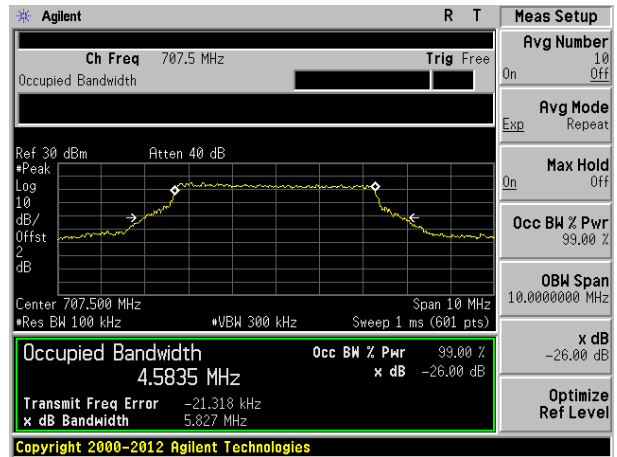 Agilent R T
Ch Freq 707.5 MHz Trig Free
Occupied Bandwidth
Ref 30 dBm Atten 40 dB
#Peak
Log
10
dB/
Offst
2
dB
Center 707.500 MHz Span 10 MHz
#Res BW 100 kHz #VBW 300 kHz Sweep 1 ms (601 pts)
Occupied Bandwidth Occ BW % Pwr 99.00 %
4.5835 MHz x dB -26.00 dB
Transmit Freq Error -21.318 kHz
x dB Bandwidth 5.827 MHz
Copyright 2000-2012 Agilent Technologies
Meas Setup
Avg Number
10
On Off
Avg Mode
Exp Repeat
Max Hold
On Off
Occ BW % Pwr
99.00 %
OBW Span
10.0000000 MHz
x dB
-26.00 dB
Optimize
Ref Level